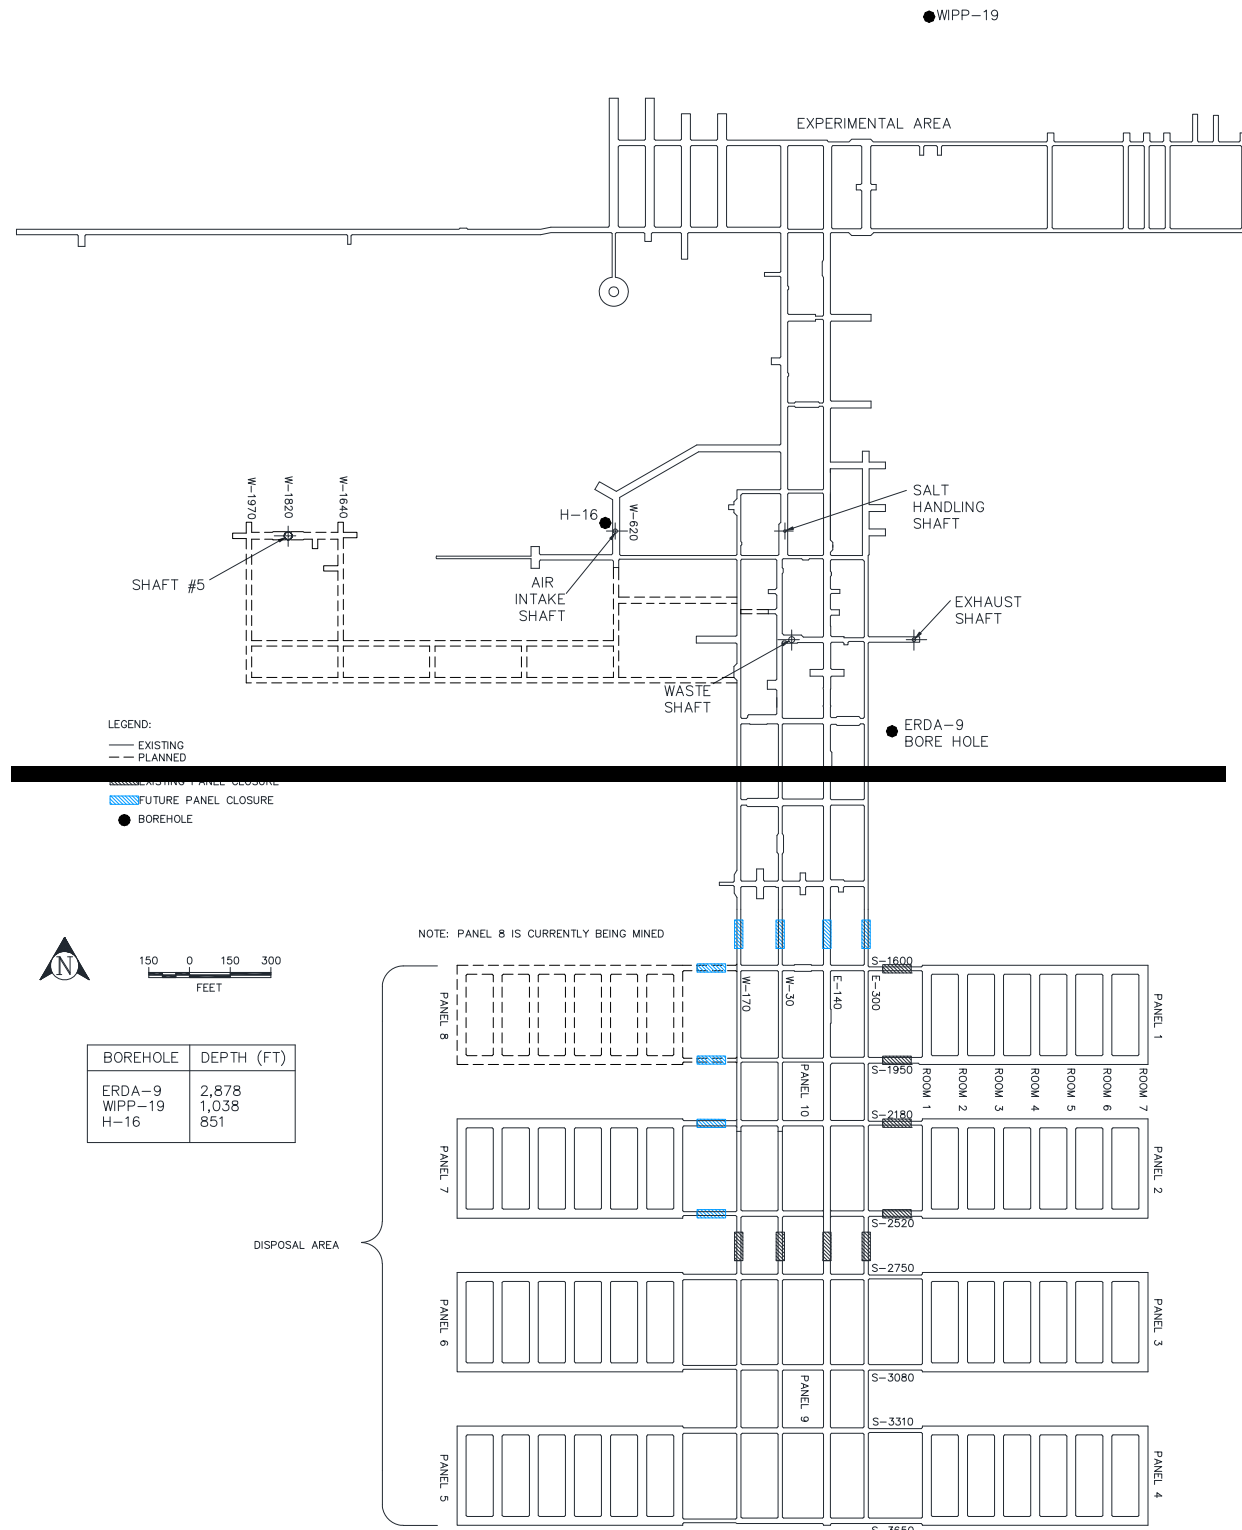 WIPP-19
EXPERIMENTAL AREA
W-1970
W-1820
W-1640
H-16
W-620
SALT
HANDLING
SHAFT
SHAFT #5
AIR
INTAKE
SHAFT
EXHAUST
SHAFT
WASTE
SHAFT
ERDA-9
BORE HOLE
LEGEND:
EXISTING
PLANNED
EXISTING PANEL CLOSURE
FUTURE PANEL CLOSURE
BOREHOLE
NOTE: PANEL 8 IS CURRENTLY BEING MINED
N
150 0 150 300
FEET
S-1600
W-170
W-30
E-140
E-300
PANEL 8
PANEL 1
S-1950
BOREHOLE DEPTH (FT)
ERDA-9 2,878
WIPP-19 1,038
H-16 851
PANEL 10
ROOM 1
ROOM 2
ROOM 3
ROOM 4
ROOM 5
ROOM 6
ROOM 7
S-2180
PANEL 7
PANEL 2
S-2520
DISPOSAL AREA
S-2750
PANEL 6
PANEL 3
S-3080
PANEL 9
S-3310
PANEL 5
PANEL 4
S-3650